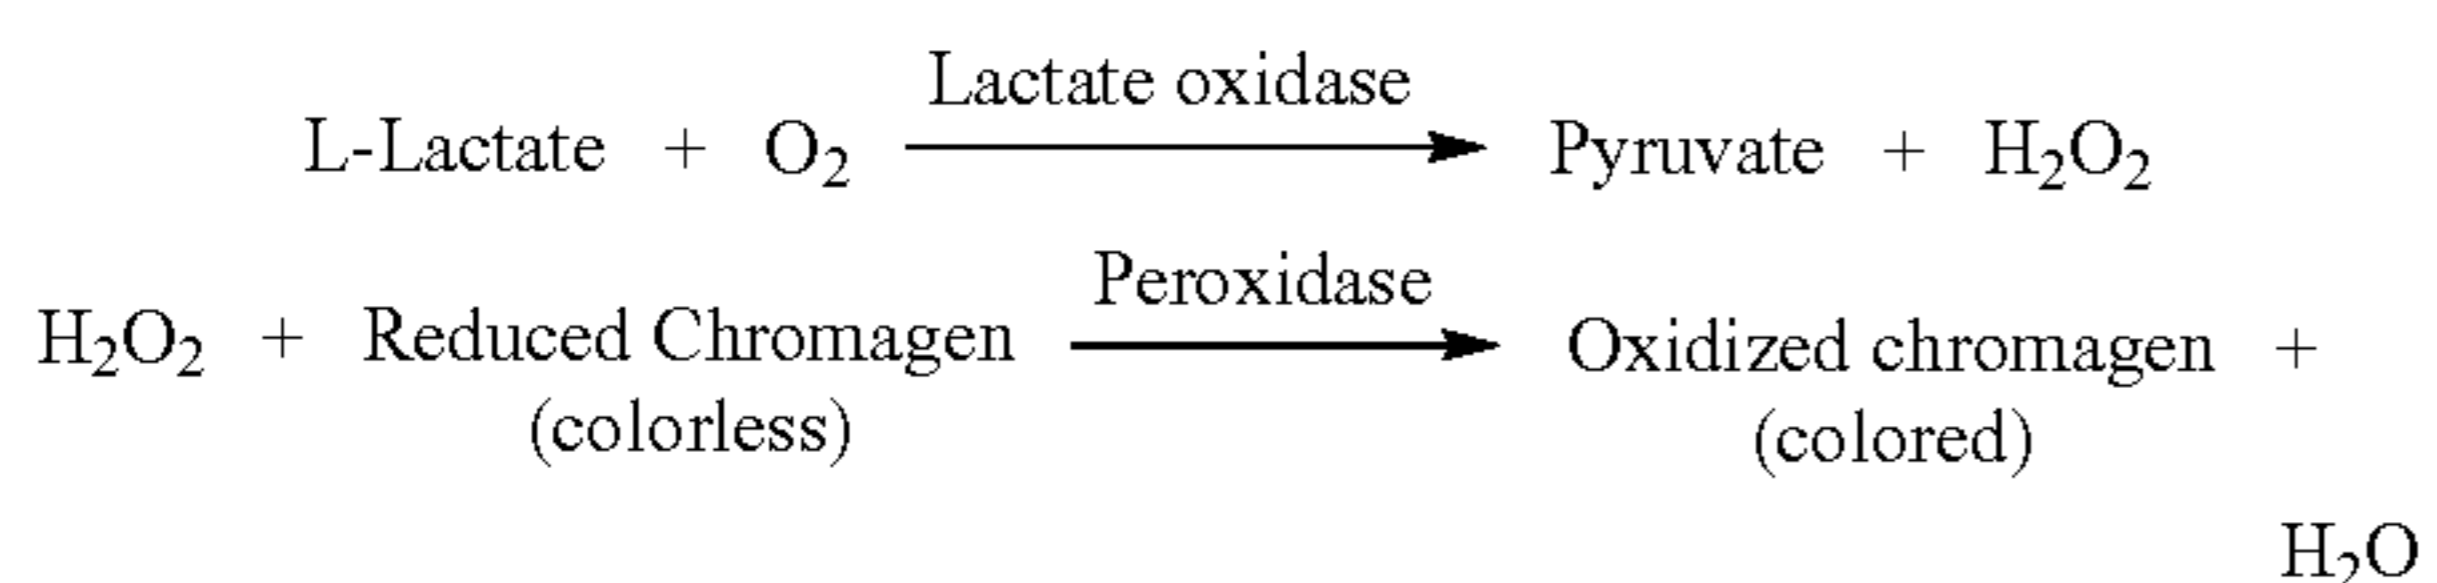 Lactate oxidase
L-Lactate + O₂ Pyruvate + H₂O₂
Peroxidase
H₂O₂ + Reduced Chromagen Oxidized chromagen +
(colorless) (colored)
H₂O